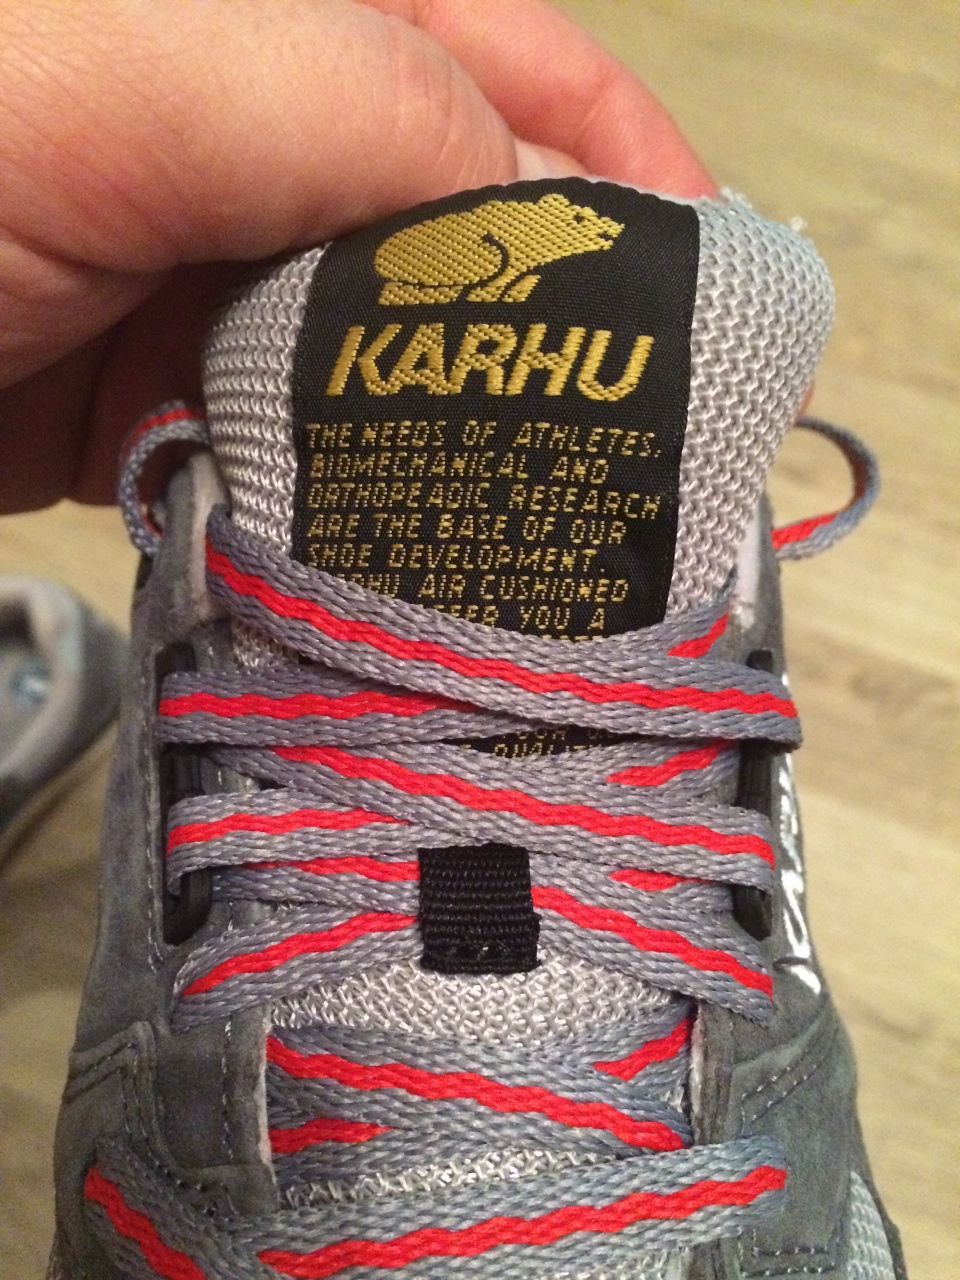 KARHU
THE NEEDS OF ATHLETES,
BIOMECHANICAL AND
ORTHOPEADIC RESEARCH
ARE THE BASE OF OUR
SHOE DEVELOPMENT.
AIR CUSHIONED
YOU A
QUALITY